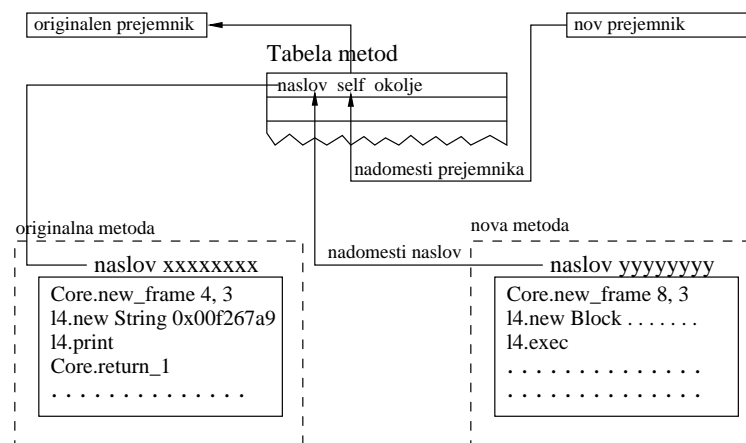 originalen prejemnik
nov prejemnik
Tabela metod
naslov self okolje
nadomesti prejemnika
originalna metoda
nova metoda
nadomesti naslov
naslov xxxxxxxx
Core.new_frame 4, 3
l4.new String 0x00f267a9
l4.print
Core.return_1
. . . . . . . . . . . . . .
naslov yyyyyyyy
Core.new_frame 8, 3
l4.new Block . . . . . . .
l4.exec
. . . . . . . . . . . . . .
. . . . . . . . . . . . . .